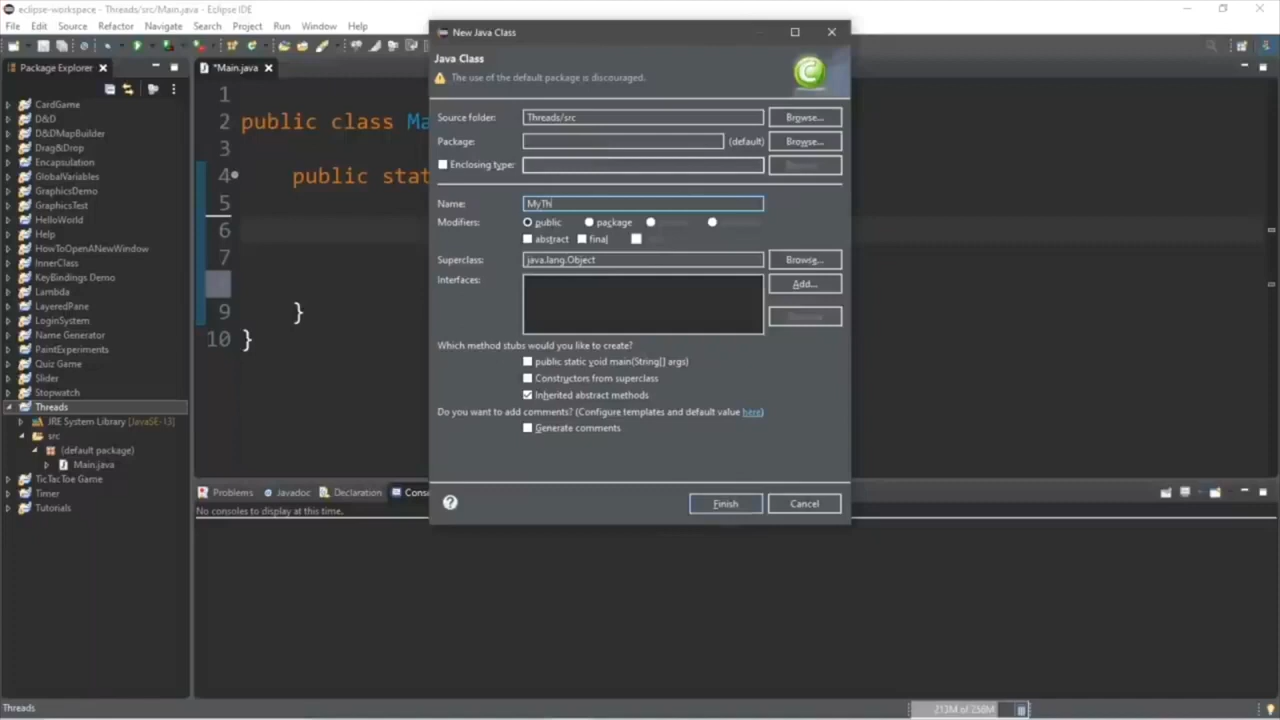 eclipse-workspace - Threads/src/Main.java - Eclipse IDE
File Edit Source Refactor Navigate Search Project Run Window Help
Package Explorer
*Main.java
CardGame
D&D
D&DMapBuilder
Drag&Drop
Encapsulation
GlobalVariables
GraphicsDemo
GraphicsTest
HelloWorld
Help
HowToOpenANewWindow
InnerClass
KeyBindings Demo
Lambda
LayeredPane
LoginSystem
Name Generator
PaintExperiments
Quiz Game
Slider
Stopwatch
Threads
JRE System Library [JavaSE-13]
src
(default package)
Main.java
TicTacToe Game
Timer
Tutorials
1
2 public class Ma
3
4 public stat
5
6
7
9 }
10 }
New Java Class
Java Class
The use of the default package is discouraged.
Source folder: Threads/src Browse...
Package: (default) Browse...
Enclosing type:
Name: MyTh
Modifiers: public package
abstract final
Superclass: java.lang.Object Browse...
Interfaces: Add...
Which method stubs would you like to create?
public static void main(String[] args)
Constructors from superclass
Inherited abstract methods
Do you want to add comments? (Configure templates and default value here)
Generate comments
Finish Cancel
Problems Javadoc Declaration Conso
No consoles to display at this time.
Threads
213M of 256M